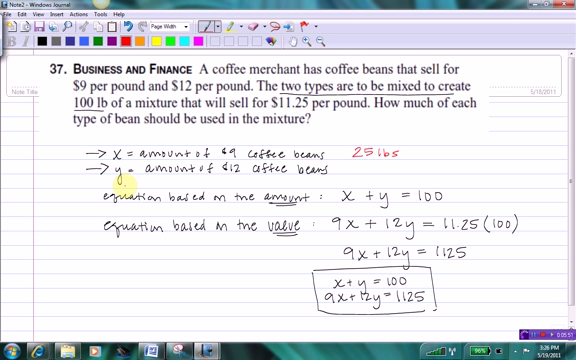 Note2 - Windows Journal
File Edit View Insert Actions Tools Help
Page Width
Note Title
5/18/2011
37. BUSINESS AND FINANCE A coffee merchant has coffee beans that sell for
$9 per pound and $12 per pound. The two types are to be mixed to create
100 lb of a mixture that will sell for $11.25 per pound. How much of each
type of bean should be used in the mixture?
→ x = amount of $9 coffee beans 25 lbs
→ y = amount of $12 coffee beans
equation based on the amount : x + y = 100
equation based on the value : 9x + 12y = 11.25 (100)
9x + 12y = 1125
x + y = 100
9x + 12y = 1125
0:05:51
96%
3:26 PM
5/19/2011